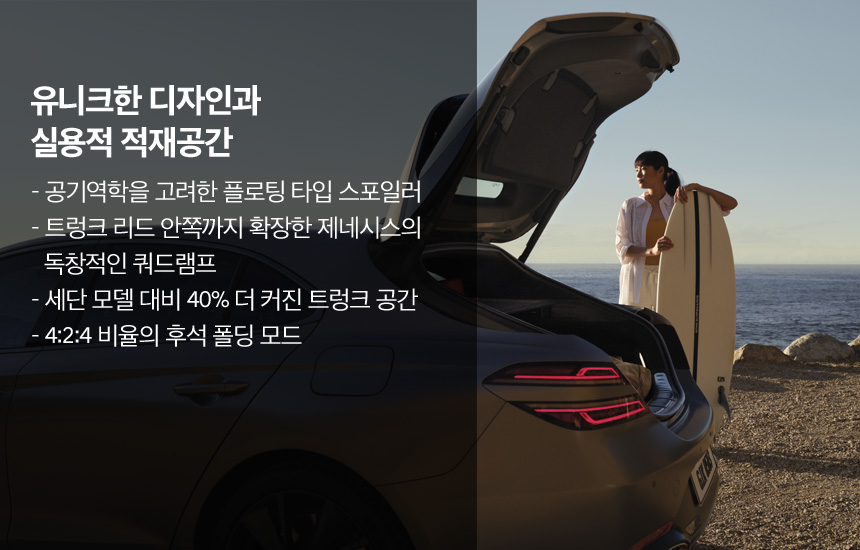 유니크한 디자인과
실용적 적재공간
- 공기역학을 고려한 플로팅 타입 스포일러
- 트렁크 리드 안쪽까지 확장한 제네시스의
독창적인 쿼드램프
- 세단 모델 대비 40% 더 커진 트렁크 공간
- 4:2:4 비율의 후석 폴딩 모드